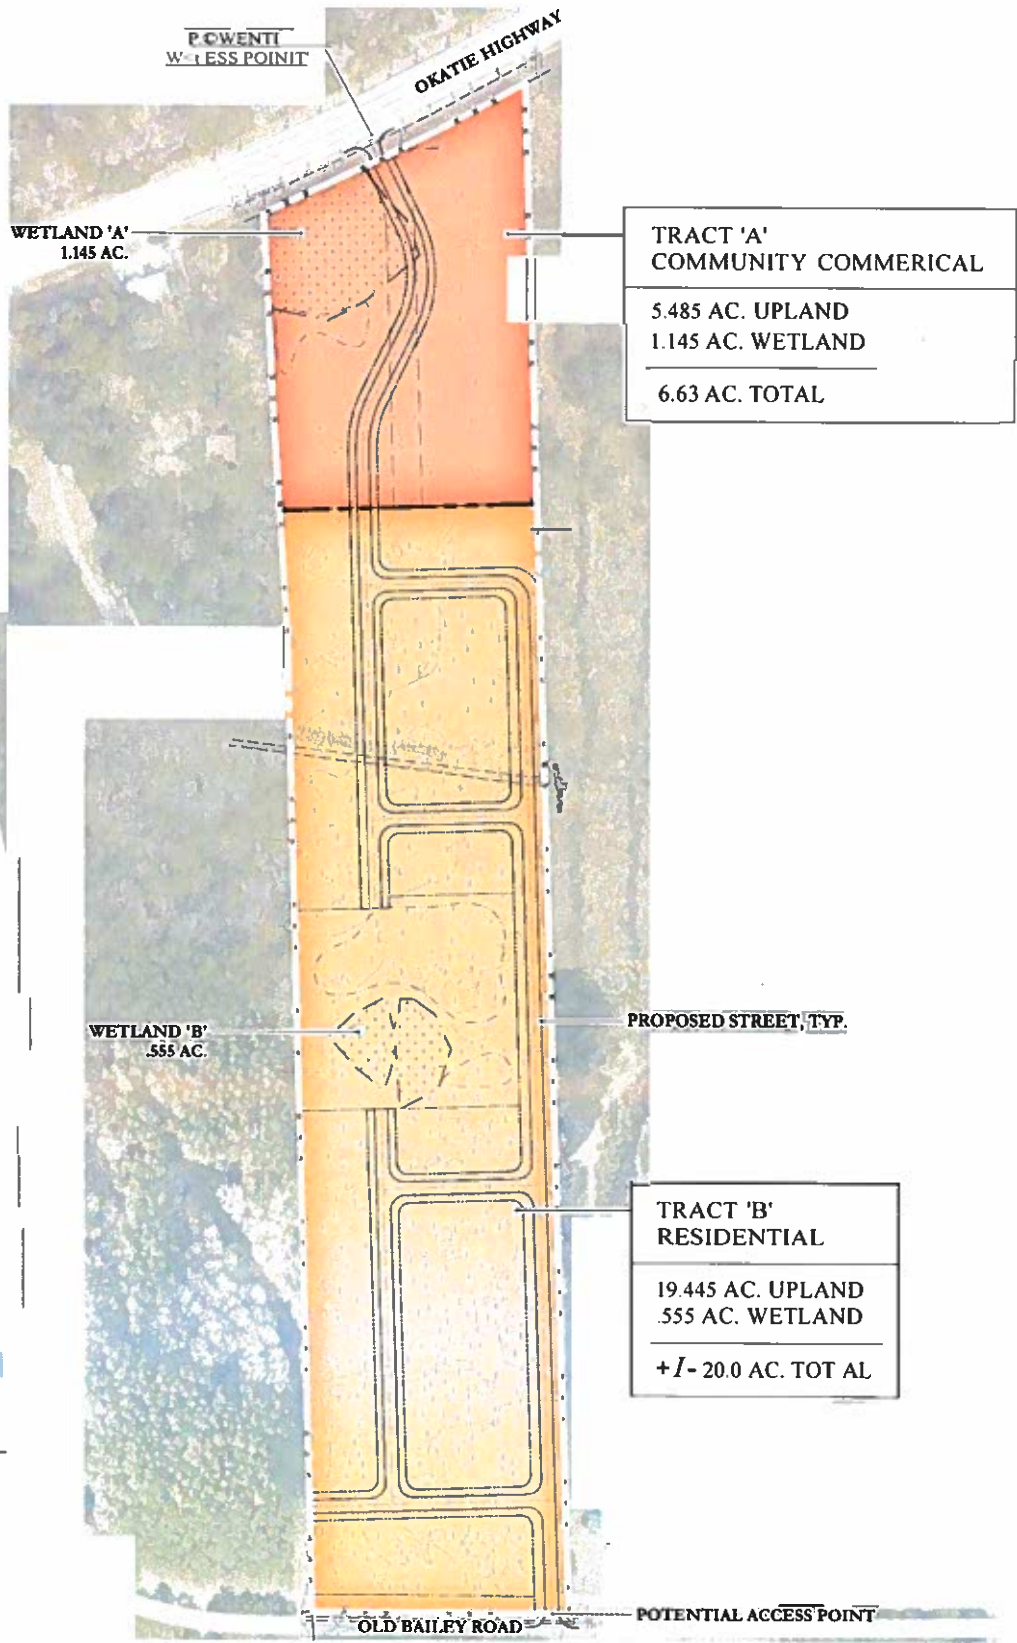 OKATIE HIGHWAY
WETLAND 'A'
1.145 AC.
TRACT 'A'
COMMUNITY COMMERICAL
5.485 AC. UPLAND
1.145 AC. WETLAND
6.63 AC. TOTAL
WETLAND 'B'
.555 AC.
PROPOSED STREET, TYP.
TRACT 'B'
RESIDENTIAL
19.445 AC. UPLAND
.555 AC. WETLAND
+/- 20.0 AC. TOT AL
POTENTIAL ACCESS POINT
OLD BAILEY ROAD